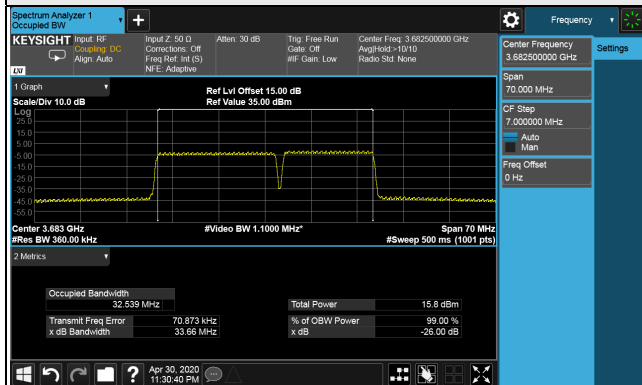 Spectrum Analyzer 1
Occupied BW
Frequency
KEYSIGHT
Input: RF
Coupling: DC
Align: Auto
Input Z: 50 Ω
Corrections: Off
Freq Ref: Int (S)
NFE: Adaptive
Atten: 30 dB
Trig: Free Run
Gate: Off
#IF Gain: Low
Center Freq: 3.682500000 GHz
Avg|Hold:>10/10
Radio Std: None
LXI
Center Frequency
3.682500000 GHz
Settings
Span
70.000 MHz
CF Step
7.000000 MHz
Auto
Man
Freq Offset
0 Hz
1 Graph
Scale/Div 10.0 dB
Ref Lvl Offset 15.00 dB
Ref Value 35.00 dBm
Log
25.0
15.0
5.00
-5.00
-15.0
-25.0
-35.0
-45.0
-55.0
Center 3.683 GHz
#Res BW 360.00 kHz
#Video BW 1.1000 MHz*
Span 70 MHz
#Sweep 500 ms (1001 pts)
2 Metrics
Occupied Bandwidth
32.539 MHz
Total Power 15.8 dBm
Transmit Freq Error 70.873 kHz
% of OBW Power 99.00 %
x dB Bandwidth 33.66 MHz
x dB -26.00 dB
?
Apr 30, 2020
11:30:40 PM